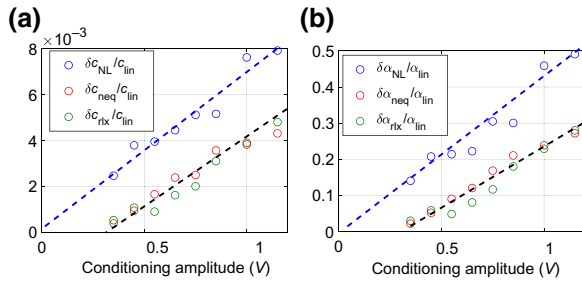 (a)
8 ×10⁻³
δc_NL/c_lin
δc_neq/c_lin
δc_rlx/c_lin
6
4
2
0
0 0.5 1
Conditioning amplitude (V)
(b)
0.5
δα_NL/α_lin
δα_neq/α_lin
δα_rlx/α_lin
0.4
0.3
0.2
0.1
0
0 0.5 1
Conditioning amplitude (V)